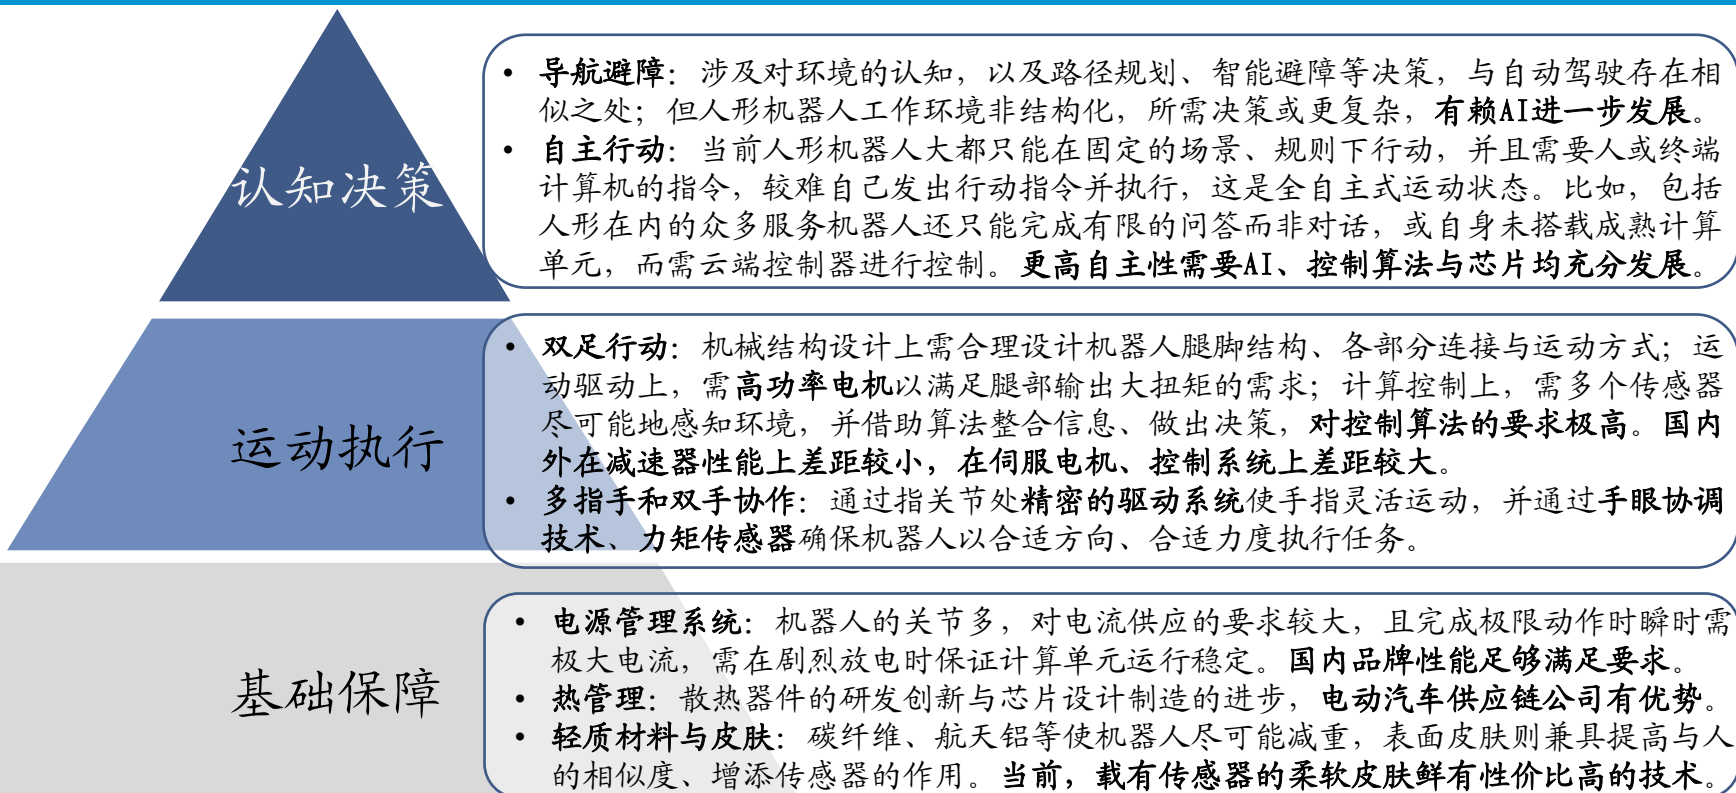 认知决策
• 导航避障：涉及对环境的认知，以及路径规划、智能避障等决策，与自动驾驶存在相
似之处；但人形机器人工作环境非结构化，所需决策或更复杂，有赖AI进一步发展。
• 自主行动：当前人形机器人大都只能在固定的场景、规则下行动，并且需要人或终端
计算机的指令，较难自己发出行动指令并执行，这是全自主式运动状态。比如，包括
人形在内的众多服务机器人还只能完成有限的问答而非对话，或自身未搭载成熟计算
单元，而需云端控制器进行控制。更高自主性需要AI、控制算法与芯片均充分发展。
运动执行
• 双足行动：机械结构设计上需合理设计机器人腿脚结构、各部分连接与运动方式；运
动驱动上，需高功率电机以满足腿部输出大扭矩的需求；计算控制上，需多个传感器
尽可能地感知环境，并借助算法整合信息、做出决策，对控制算法的要求极高。国内
外在减速器性能上差距较小，在伺服电机、控制系统上差距较大。
• 多指手和双手协作：通过指关节处精密的驱动系统使手指灵活运动，并通过手眼协调
技术、力矩传感器确保机器人以合适方向、合适力度执行任务。
基础保障
• 电源管理系统：机器人的关节多，对电流供应的要求较大，且完成极限动作时瞬时需
极大电流，需在剧烈放电时保证计算单元运行稳定。国内品牌性能足够满足要求。
• 热管理：散热器件的研发创新与芯片设计制造的进步，电动汽车供应链公司有优势。
• 轻质材料与皮肤：碳纤维、航天铝等使机器人尽可能减重，表面皮肤则兼具提高与人
的相似度、增添传感器的作用。当前，载有传感器的柔软皮肤鲜有性价比高的技术。